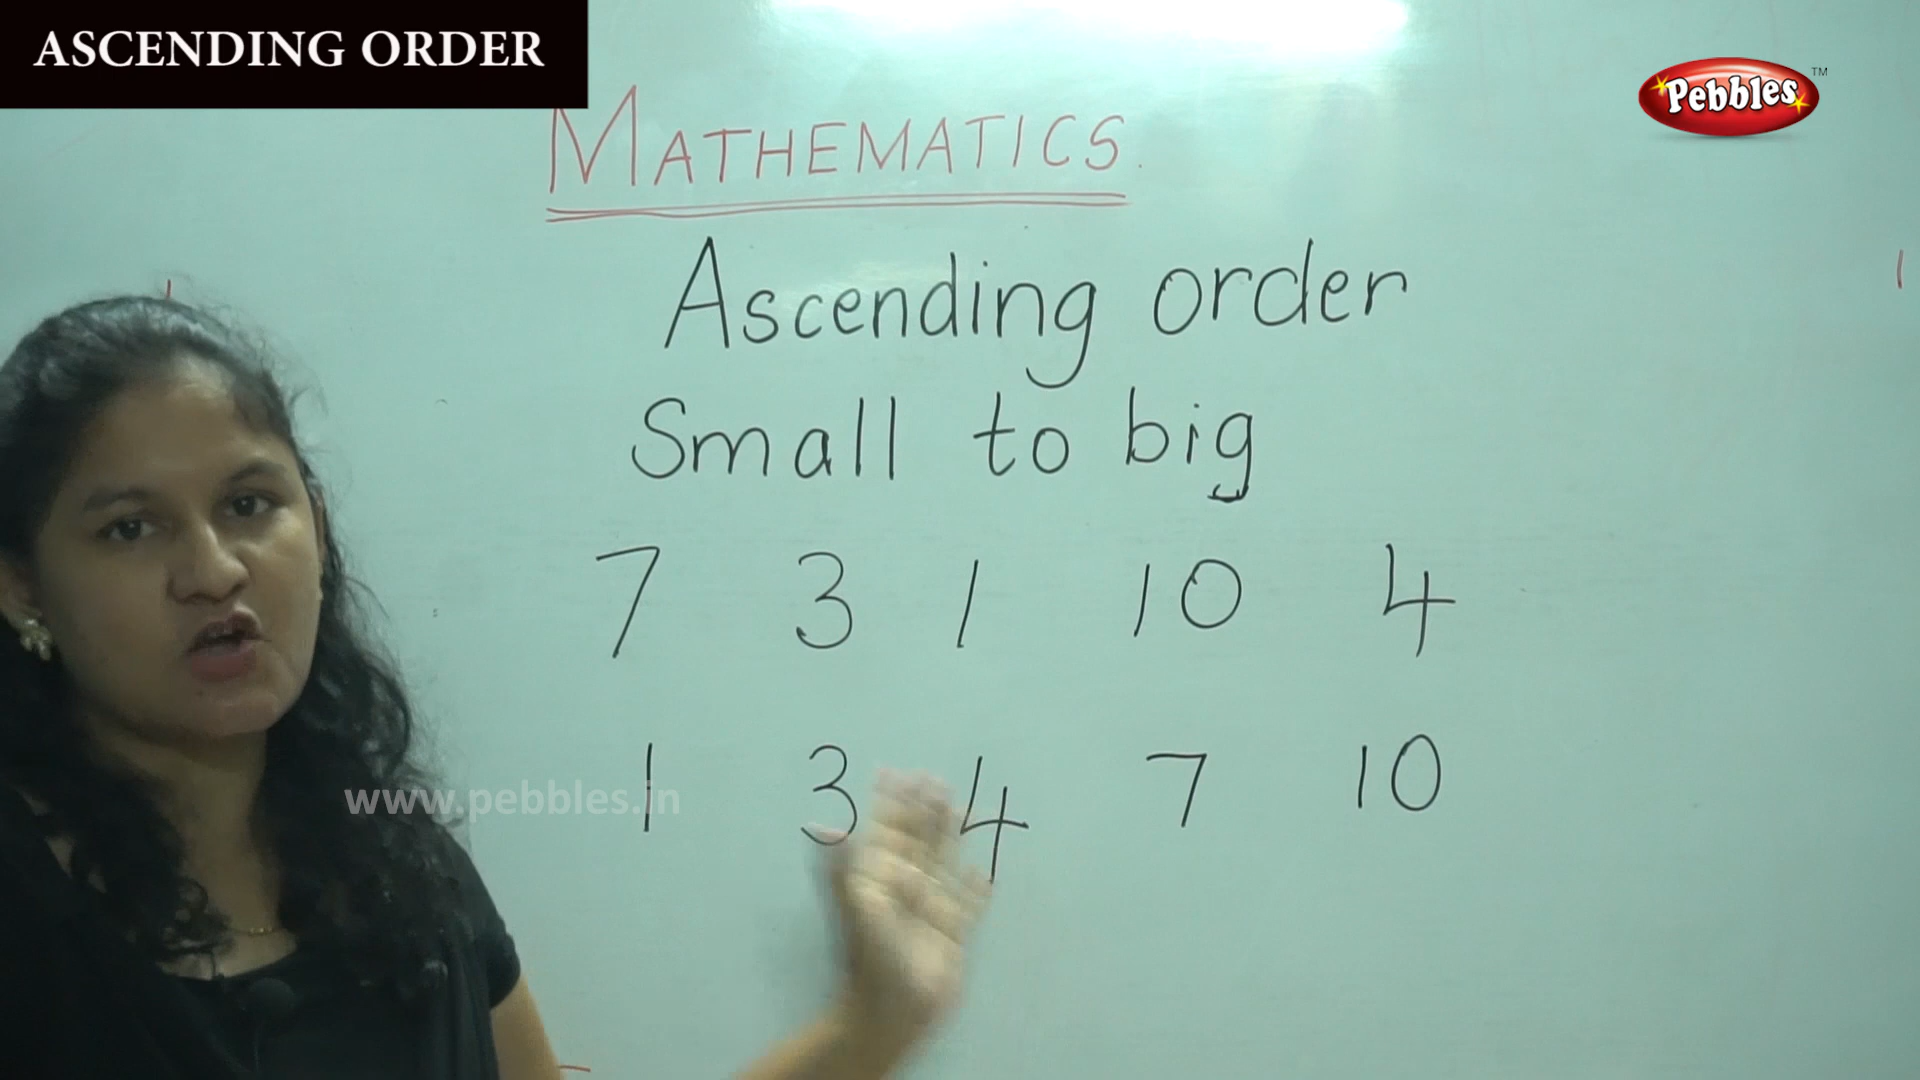 ASCENDING ORDER
Pebbles™
MATHEMATICS
Ascending order
Small to big
7 3 1 10 4
1 3 4 7 10
www.pebbles.in